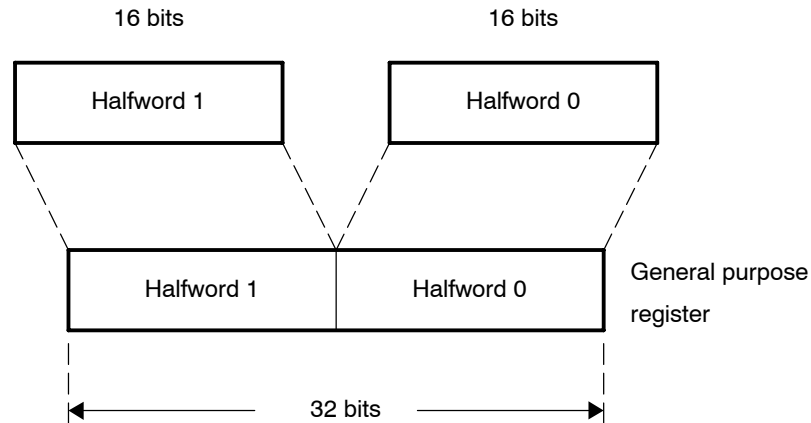 16 bits
16 bits
Halfword 1
Halfword 0
Halfword 1
Halfword 0
General purpose
register
32 bits